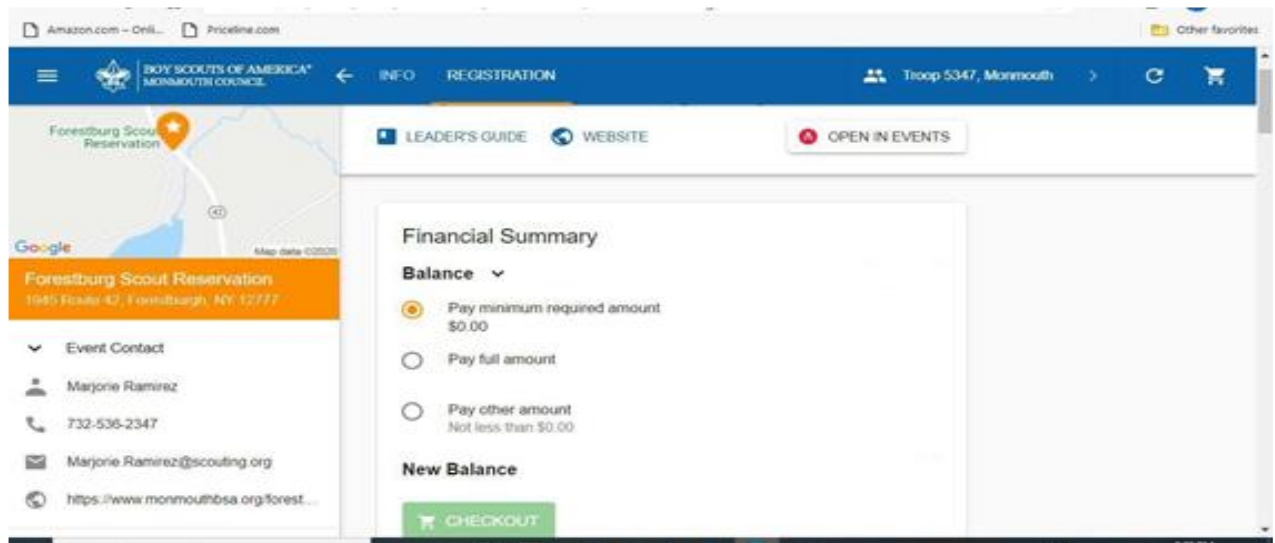 Amazon.com – Onli... Priceline.com Other favorites
BOY SCOUTS OF AMERICA®
MONMOUTH COUNCIL
INFO REGISTRATION Troop 5347, Monmouth
Forestburg Scout
Reservation
42
Google Map data ©2020
Forestburg Scout Reservation
1945 Route 42, Forestburgh, NY 12777
Event Contact
Marjorie Ramirez
732-536-2347
Marjorie.Ramirez@scouting.org
https://www.monmouthbsa.org/forest...
LEADER'S GUIDE WEBSITE OPEN IN EVENTS
Financial Summary
Balance
Pay minimum required amount
$0.00
Pay full amount
Pay other amount
Not less than $0.00
New Balance
CHECKOUT